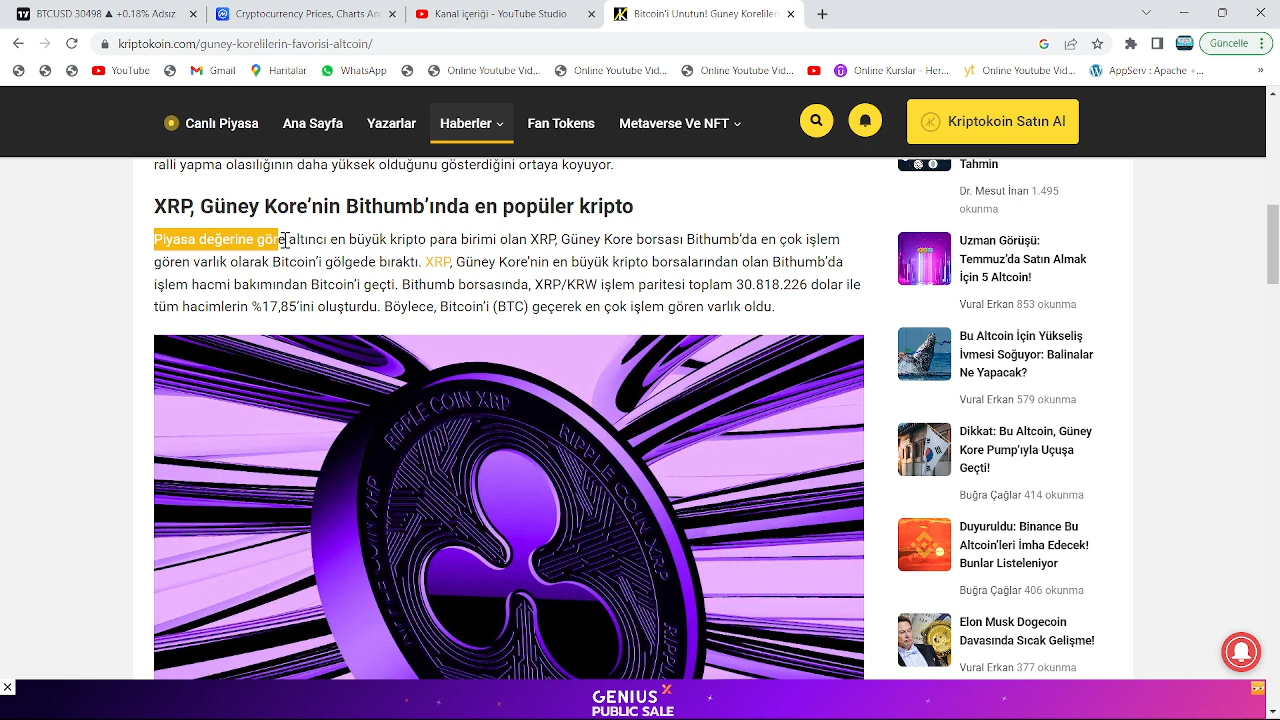 BTCUSD 30498 ▲ +0.18% Adsız
Cryptocurrency Prices, Charts An
Kanal İçeriği - YouTube Studio
Bitcoin'i Unutun! Güney Korelileri
kriptokoin.com/guney-korelilerin-favorisi-altcoin/
Güncelle
YouTube
Gmail
Haritalar
WhatsApp
Online Youtube Vid...
Online Youtube Vid...
Online Youtube Vid...
Online Kurslar - Her...
yt Online Youtube Vid...
AppServ : Apache +...
»
Canlı Piyasa
Ana Sayfa
Yazarlar
Haberler
Fan Tokens
Metaverse Ve NFT
Kriptokoin Satın Al
ralli yapma olasılığının daha yüksek olduğunu gösterdiğini ortaya koyuyor.
XRP, Güney Kore'nin Bithumb'ında en popüler kripto
Piyasa değerine göre altıncı en büyük kripto para birimi olan XRP, Güney Kore borsası Bithumb'da en çok işlem
gören varlık olarak Bitcoin'i gölgede bıraktı. XRP, Güney Kore'nin en büyük kripto borsalarından olan Bithumb'da
işlem hacmi bakımından Bitcoin'i geçti. Bithumb borsasında, XRP/KRW işlem paritesi toplam 30.818.226 dolar ile
tüm hacimlerin %17,85'ini oluşturdu. Böylece, Bitcoin'i (BTC) geçerek en çok işlem gören varlık oldu.
RIPPLE COIN XRP
RIPPLE COIN XRP
Tahmin
Dr. Mesut İnan 1.495
okunma
Uzman Görüşü:
Temmuz'da Satın Almak
İçin 5 Altcoin!
Vural Erkan 853 okunma
Bu Altcoin İçin Yükseliş
İvmesi Soğuyor: Balinalar
Ne Yapacak?
Vural Erkan 579 okunma
Dikkat: Bu Altcoin, Güney
Kore Pump'ıyla Uçuşa
Geçti!
Buğra Çağlar 414 okunma
Duyuruldu: Binance Bu
Altcoin'leri İmha Edecek!
Bunlar Listeleniyor
Buğra Çağlar 406 okunma
Elon Musk Dogecoin
Davasında Sıcak Gelişme!
Vural Erkan 377 okunma
GENIUS X
PUBLIC SALE